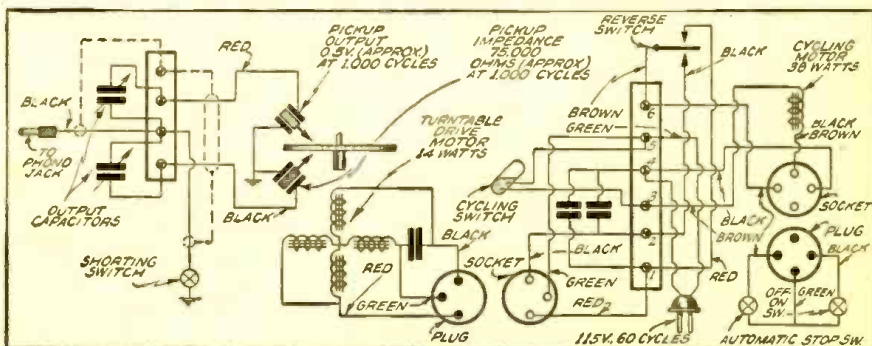 PICKUP
OUTPUT
0.5V. (APPROX.)
AT 1,000 CYCLES
PICKUP
IMPEDANCE
75,000
OHMS (APPROX)
AT 1,000 CYCLES
REVERSE
SWITCH
BLACK
CYCLING
MOTOR
38 WATTS
RED
BLACK
TO
PHONO
JACK
OUTPUT
CAPACITORS
SHORTING
SWITCH
BLACK
TURNTABLE
DRIVE
MOTOR
14 WATTS
BLACK
RED
GREEN
PLUG
BROWN
GREEN
CYCLING
SWITCH
6
5
4
3
2
1
BLACK
SOCKET
GREEN
RED
115V. 60 CYCLES
BLACK
BROWN
RED
BLACK
BROWN
SOCKET
PLUG
BLACK
OFF-
ON
SW.
GREEN
AUTOMATIC STOP SW.